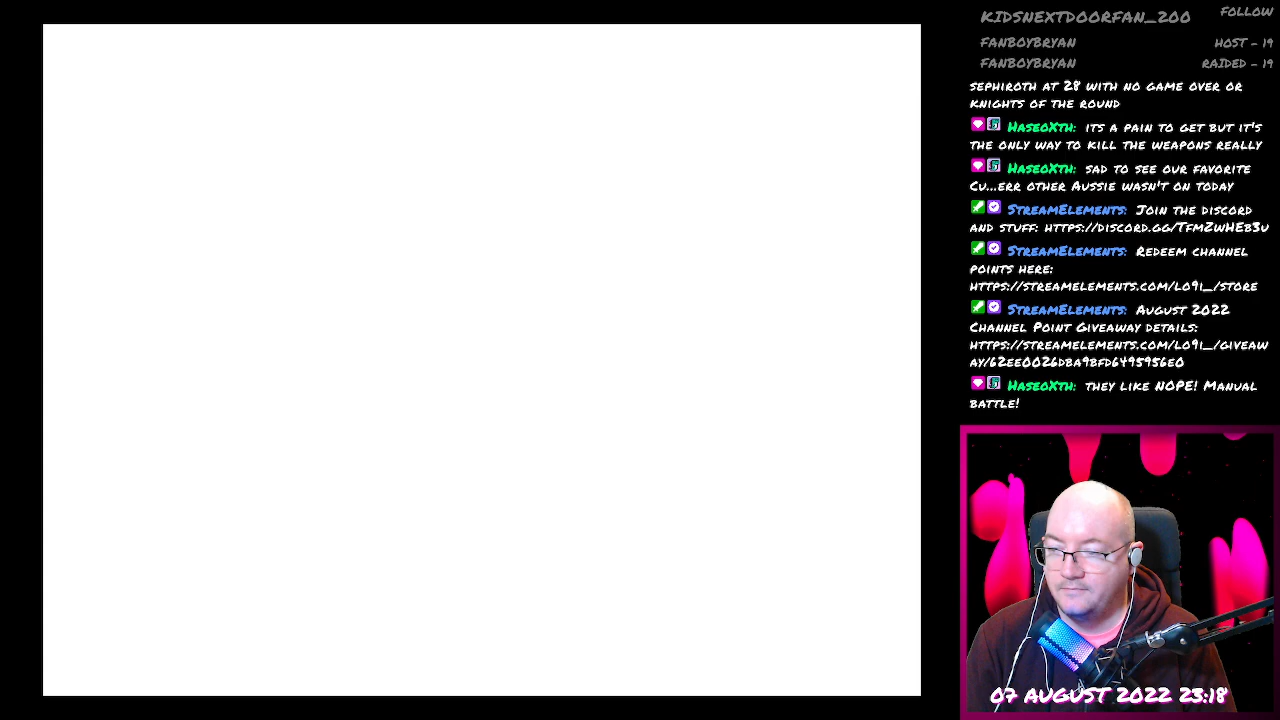 KIDSNEXTDOORFAN_200 FOLLOW
FANBOYBRYAN HOST - 19
FANBOYBRYAN RAIDED - 19
SEPHIROTH AT 28 WITH NO GAME OVER OR
KNIGHTS OF THE ROUND
HASEOXTH: ITS A PAIN TO GET BUT IT'S
THE ONLY WAY TO KILL THE WEAPONS REALLY
HASEOXTH: SAD TO SEE OUR FAVORITE
CU...ERR OTHER AUSSIE WASN'T ON TODAY
STREAMELEMENTS: JOIN THE DISCORD
AND STUFF: HTTPS://DISCORD.GG/TFMZWHEB3U
STREAMELEMENTS: REDEEM CHANNEL
POINTS HERE:
HTTPS://STREAMELEMENTS.COM/LO9I_/STORE
STREAMELEMENTS: AUGUST 2022
CHANNEL POINT GIVEAWAY DETAILS:
HTTPS://STREAMELEMENTS.COM/LO9I_/GIVEAW
AY/62EE0026DBA9BFD6495956E0
HASEOXTH: THEY LIKE NOPE! MANUAL
BATTLE!
07 AUGUST 2022 23:18